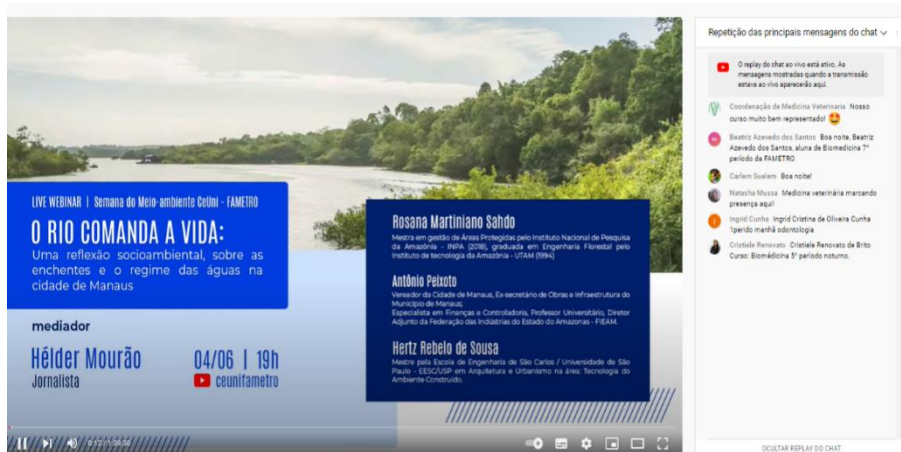 LIVE WEBINAR | Semana do Meio-ambiente Celini - FAMETRO
O RIO COMANDA A VIDA:
Uma reflexão socioambiental, sobre as
enchentes e o regime das águas na
cidade de Manaus
mediador
Hélder Mourão
Jornalista
04/06 | 19h
ceunifametro
Rosana Martiniano Sahdo
Mestra em gestão de Áreas Protegidas pelo Instituto Nacional de Pesquisa
da Amazônia - INPA (2018), graduada em Engenharia Florestal pelo
Instituto de tecnologia da Amazônia - UTAM (1994)
Antônio Peixoto
Vereador da Cidade de Manaus, Ex-secretário de Obras e Infraestrutura do
Município de Manaus;
Especialista em Finanças e Controladoria, Professor Universitário, Diretor
Adjunto da Federação das Indústrias do Estado do Amazonas - FIEAM.
Hertz Rebelo de Sousa
Mestre pela Escola de Engenharia de São Carlos / Universidade de São
Paulo - EESC/USP em Arquitetura e Urbanismo na área: Tecnologia do
Ambiente Construído.
Repetição das principais mensagens do chat
O replay do chat ao vivo está ativo. As
mensagens mostradas quando a transmissão
estava ao vivo aparecerão aqui.
Coordenação de Medicina Veterinaria Nosso
curso muito bem representado!
Beatriz Azevedo dos Santos Boa noite, Beatriz
Azevedo dos Santos, aluna de Biomedicina 7°
período da FAMETRO
Carlem Suelem Boa noite!
Natasha Mussa Medicina veterinária marcando
presença aqui!
Ingrid Cunha Ingrid Cristina de Oliveira Cunha
1perido manhã odontologia
Cristiele Renovato Cristiele Renovato de Brito
Curso: Biomédicina 5° período noturno.
OCULTAR REPLAY DO CHAT